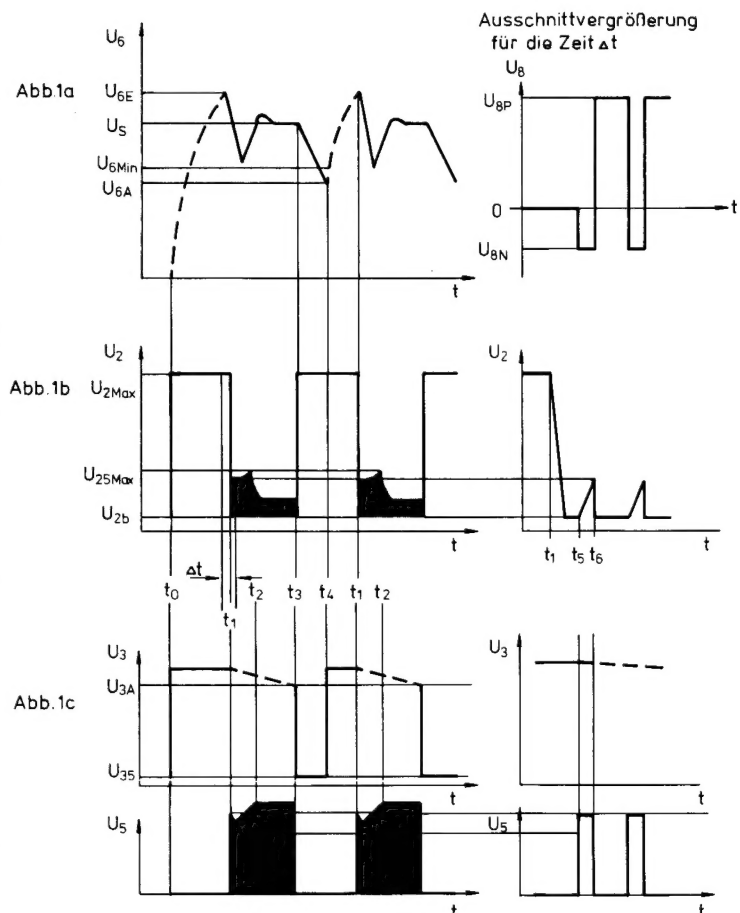 Ausschnittvergrößerung
für die Zeit Δt
U6
U8
Abb.1a
U6E
US
U6Min
U6A
t
U8P
0
U8N
t
U2
U2
Abb.1b
U2Max
U25Max
U2b
t
t1
t5
t6
t
Δt
t0
t1
t2
t3
t4
t1
t2
U3
U3
Abb.1c
U3A
U35
t
t
U5
U5
t
t